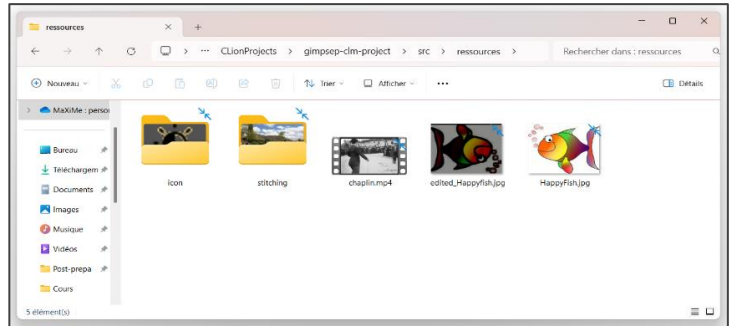 ressources
CLionProjects > gimpsep-clm-project > src > ressources >
Rechercher dans : ressources
Nouveau
Trier
Afficher
Détails
MaXiMe : person
Bureau
Téléchargem
Documents
Images
Musique
Vidéos
Post-prepa
Cours
icon
stitching
chaplin.mp4
edited_Happyfish.jpg
HappyFish.jpg
5 élément(s)